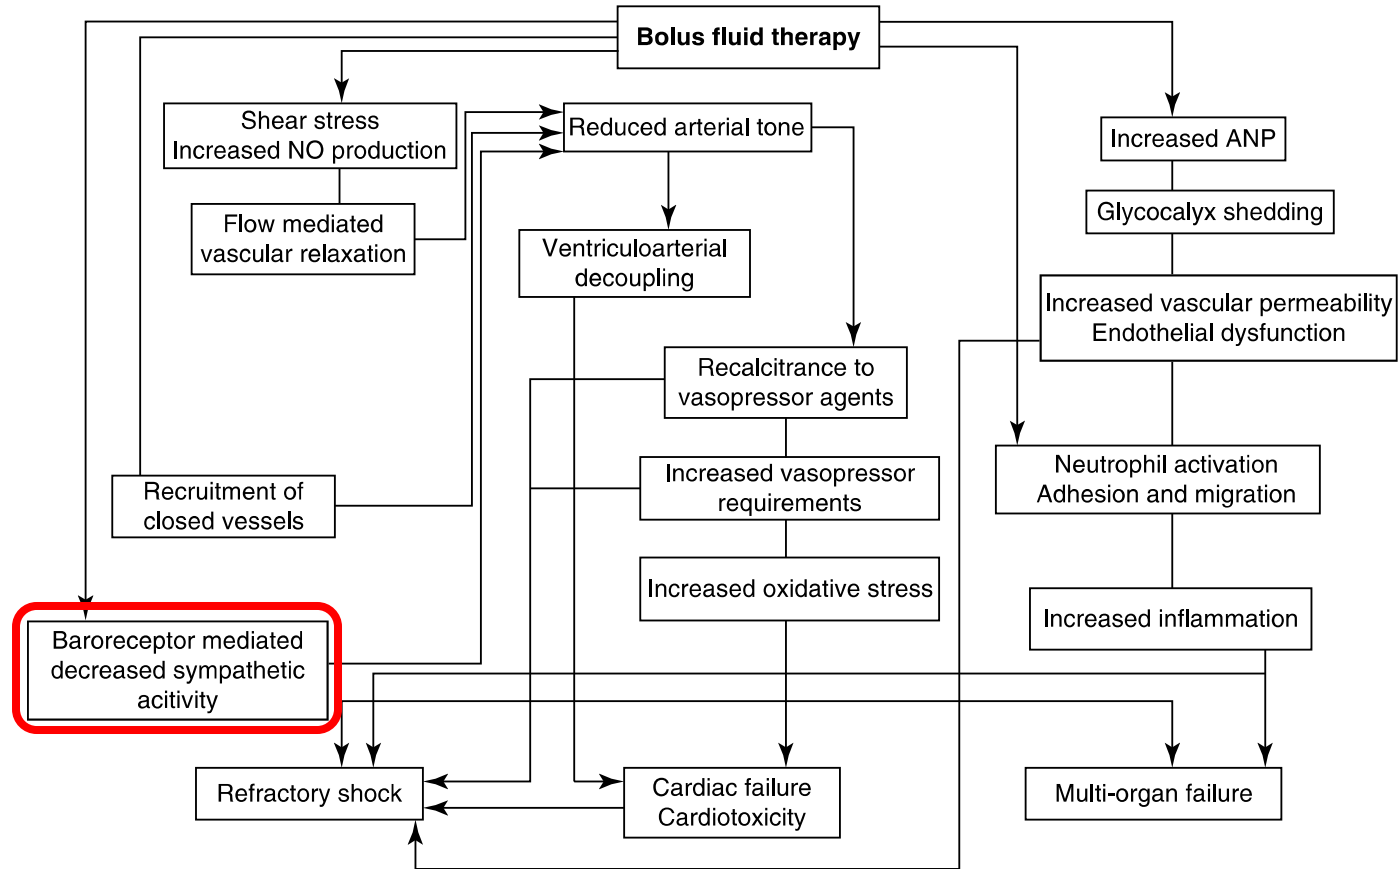 Bolus fluid therapy
Shear stress
Increased NO production
Reduced arterial tone
Increased ANP
Flow mediated
vascular relaxation
Glycocalyx shedding
Ventriculoarterial
decoupling
Increased vascular permeability
Endothelial dysfunction
Recalcitrance to
vasopressor agents
Recruitment of
closed vessels
Increased vasopressor
requirements
Neutrophil activation
Adhesion and migration
Increased oxidative stress
Increased inflammation
Baroreceptor mediated
decreased sympathetic
acitivity
Refractory shock
Cardiac failure
Cardiotoxicity
Multi-organ failure